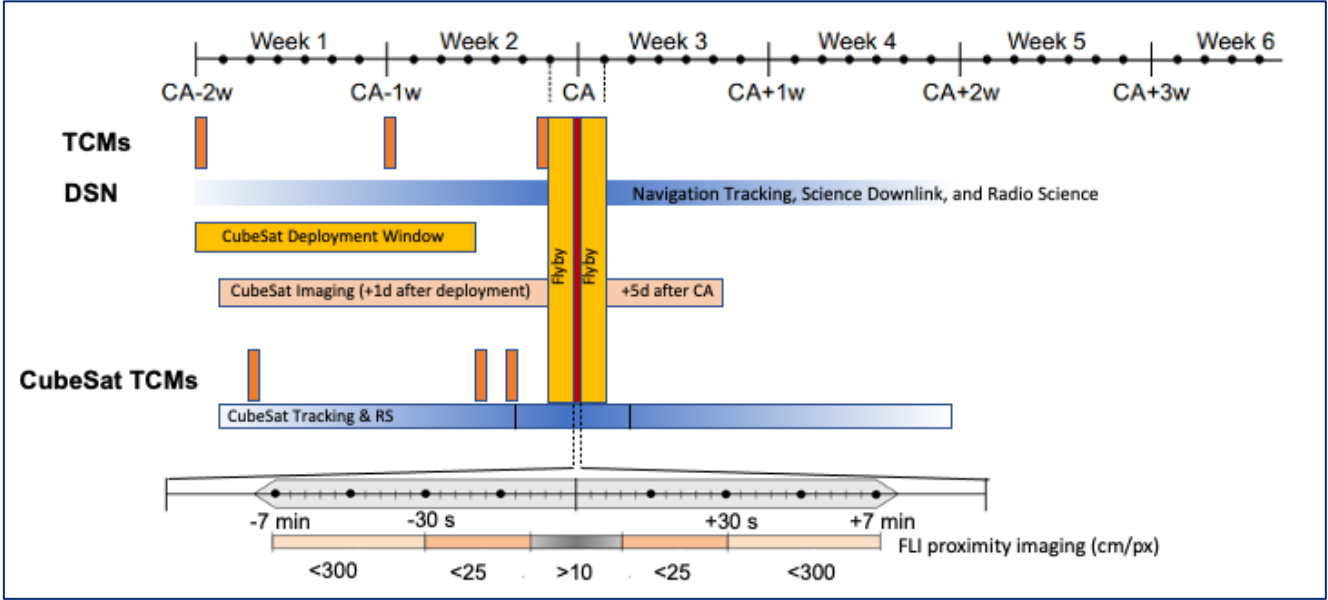 Week 1 Week 2 Week 3 Week 4 Week 5 Week 6
CA-2w CA-1w CA CA+1w CA+2w CA+3w
TCMs
DSN Navigation Tracking, Science Downlink, and Radio Science
CubeSat Deployment Window
Flyby Flyby
CubeSat Imaging (+1d after deployment) +5d after CA
CubeSat TCMs
CubeSat Tracking & RS
-7 min -30 s +30 s +7 min
FLI proximity imaging (cm/px)
<300 <25 >10 <25 <300